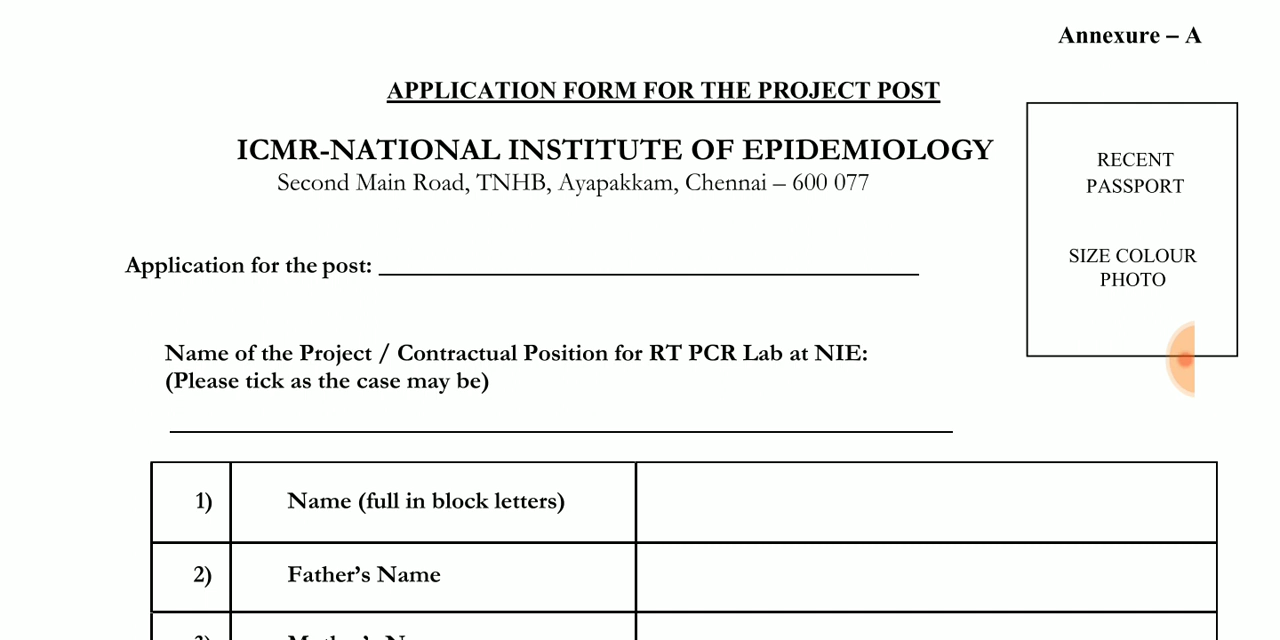 Annexure – A
APPLICATION FORM FOR THE PROJECT POST
ICMR-NATIONAL INSTITUTE OF EPIDEMIOLOGY
Second Main Road, TNHB, Ayapakkam, Chennai – 600 077
RECENT
PASSPORT
SIZE COLOUR
PHOTO
Application for the post:
Name of the Project / Contractual Position for RT PCR Lab at NIE:
(Please tick as the case may be)
1) Name (full in block letters)
2) Father’s Name